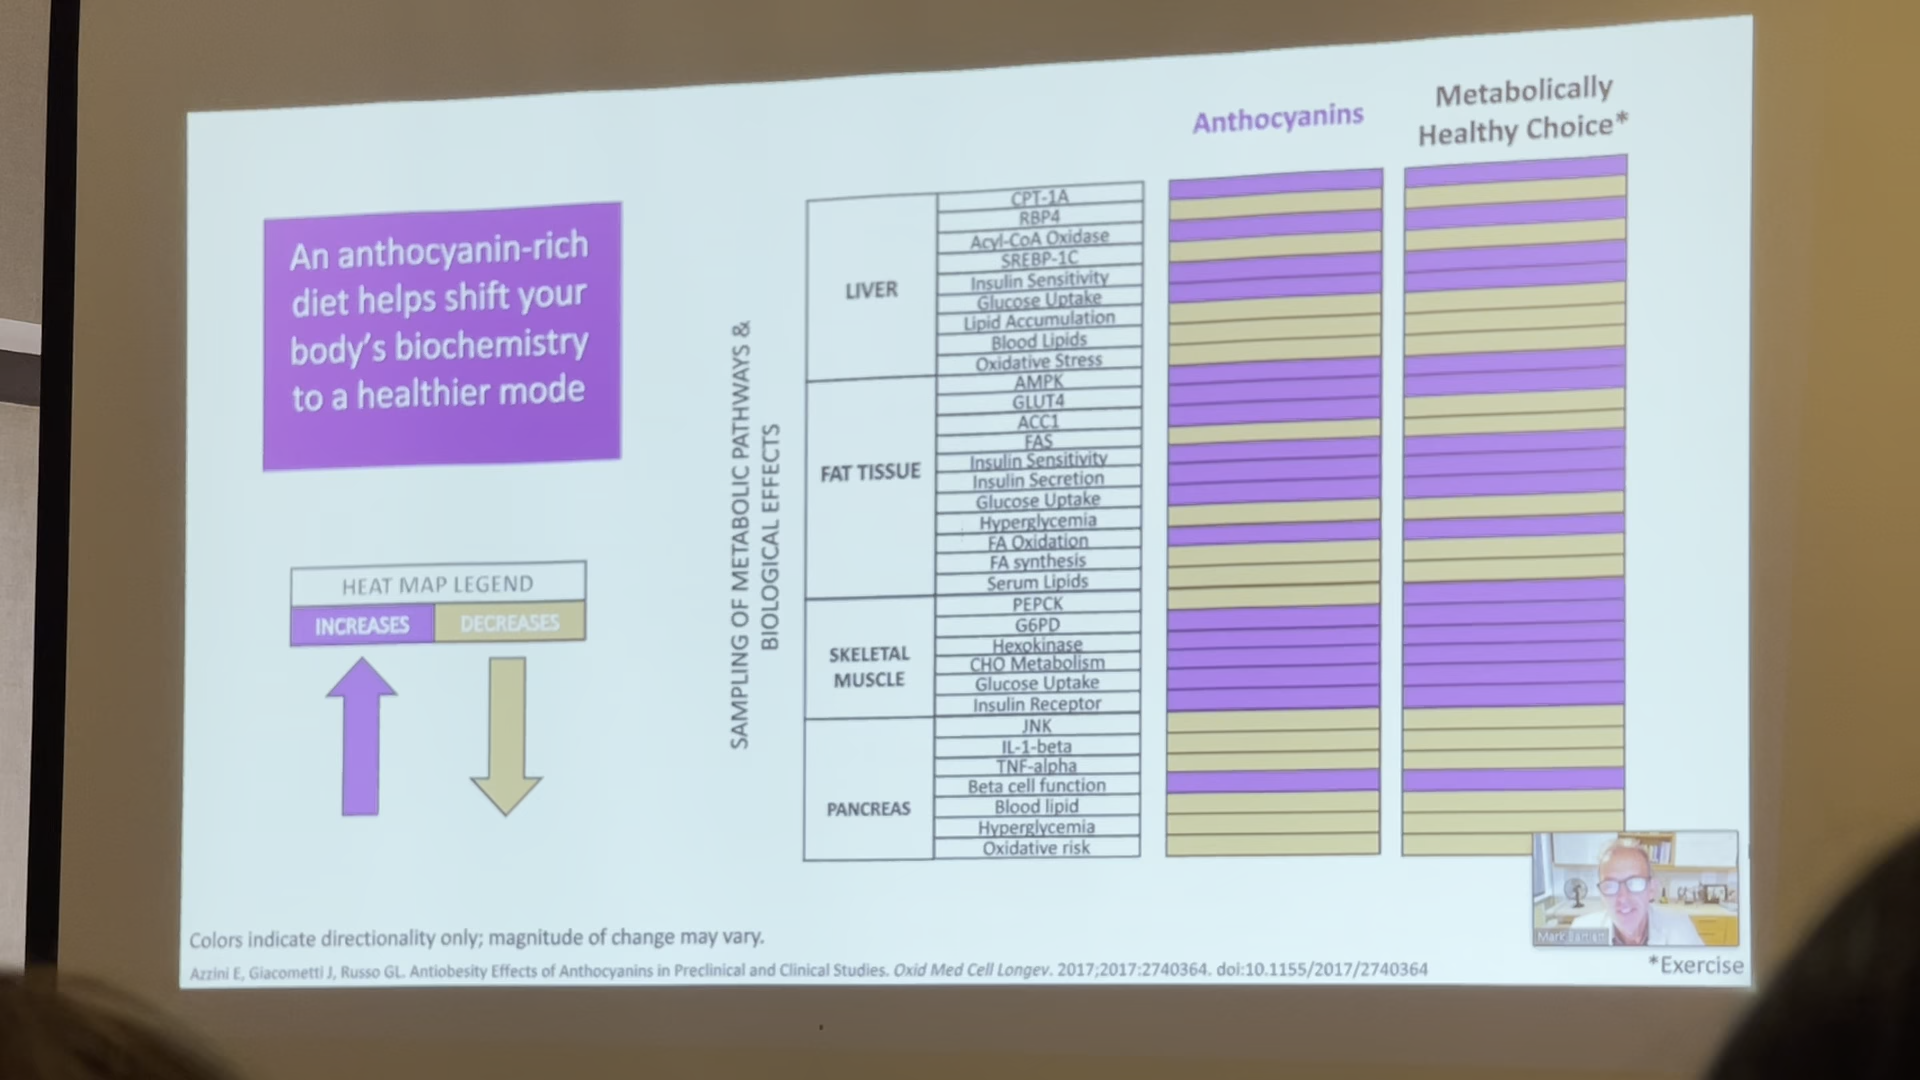 Anthocyanins
Metabolically
Healthy Choice*
An anthocyanin-rich
diet helps shift your
body's biochemistry
to a healthier mode
HEAT MAP LEGEND
INCREASES
DECREASES
SAMPLING OF METABOLIC PATHWAYS &
BIOLOGICAL EFFECTS
LIVER
CPT-1A
RBP4
Acyl-CoA Oxidase
SREBP-1C
Insulin Sensitivity
Glucose Uptake
Lipid Accumulation
Blood Lipids
Oxidative Stress
FAT TISSUE
AMPK
GLUT4
ACC1
FAS
Insulin Sensitivity
Insulin Secretion
Glucose Uptake
Hyperglycemia
FA Oxidation
FA synthesis
Serum Lipids
SKELETAL
MUSCLE
PEPCK
G6PD
Hexokinase
CHO Metabolism
Glucose Uptake
Insulin Receptor
PANCREAS
JNK
IL-1-beta
TNF-alpha
Beta cell function
Blood lipid
Hyperglycemia
Oxidative risk
Colors indicate directionality only; magnitude of change may vary.
Azzini E, Giacometti J, Russo GL. Antiobesity Effects of Anthocyanins in Preclinical and Clinical Studies. Oxid Med Cell Longev. 2017;2017:2740364. doi:10.1155/2017/2740364
Mark
*Exercise